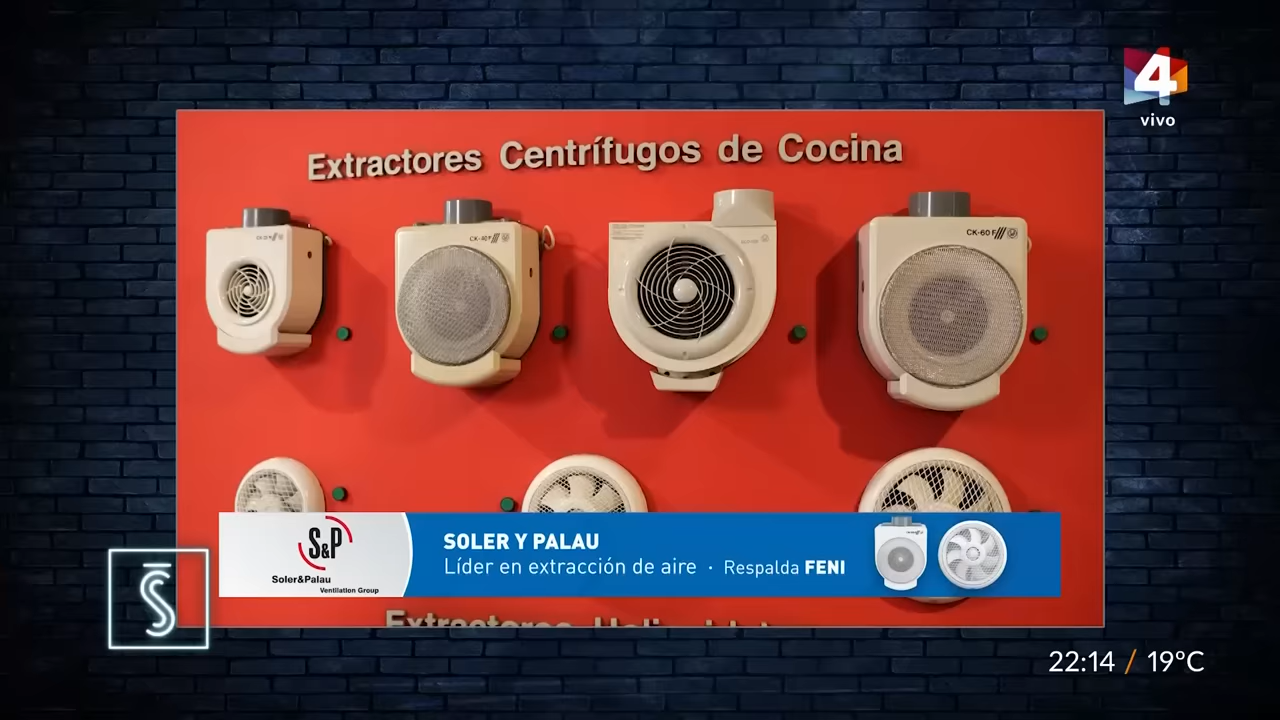 4
vivo
Extractores Centrífugos de Cocina
CK-60 F
S&P
Soler&Palau
Ventilation Group
SOLER Y PALAU
Líder en extracción de aire · Respalda FENI
S
Extractores
22:14 / 19°C